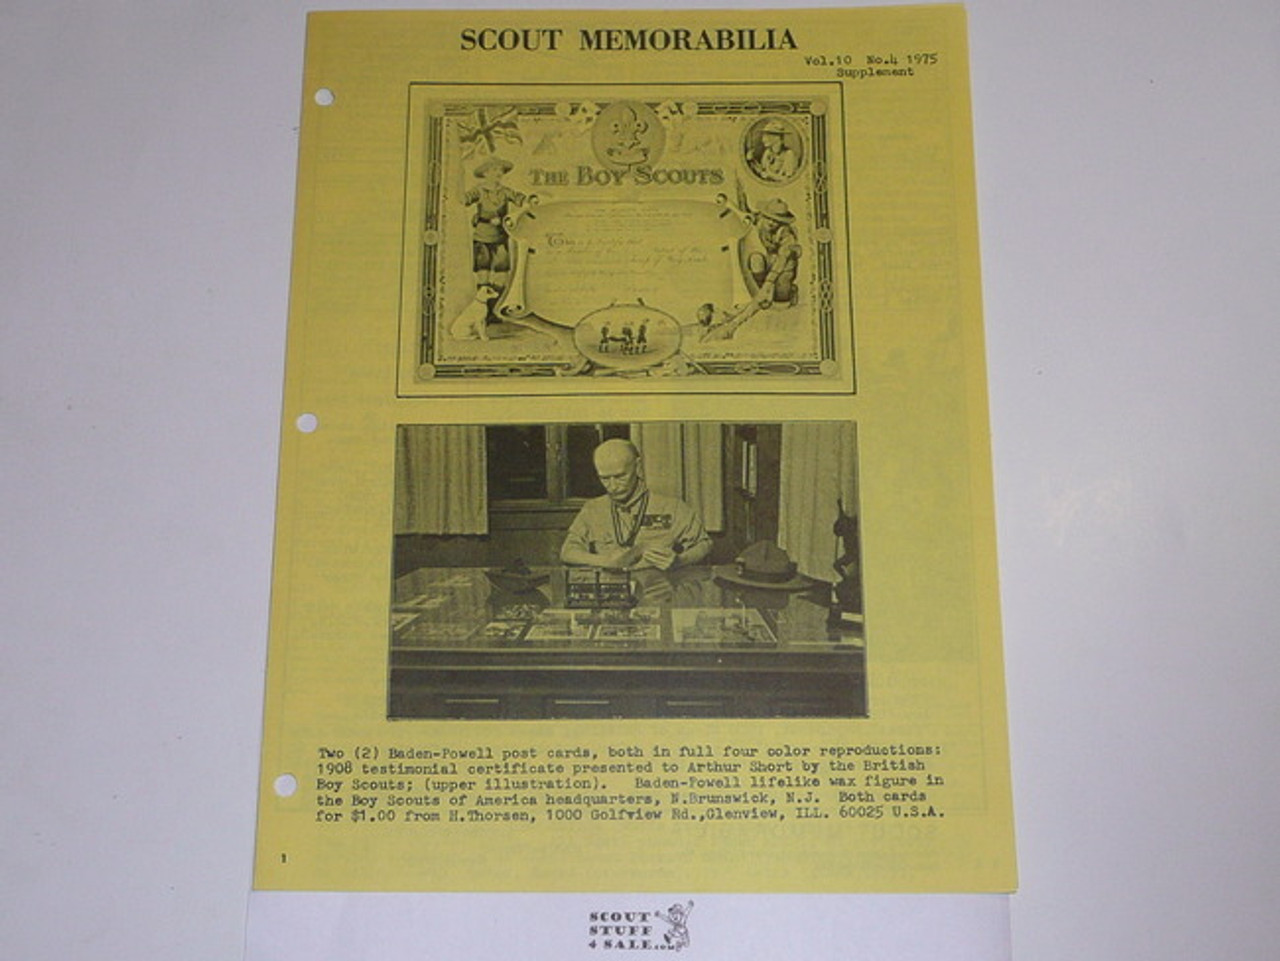 SCOUT MEMORABILIA
Vol.10 No.4 1975
Supplement
THE BOY SCOUTS
Two (2) Baden-Powell post cards, both in full four color reproductions:
1908 testimonial certificate presented to Arthur Short by the British
Boy Scouts; (upper illustration). Baden-Powell lifelike wax figure in
the Boy Scouts of America headquarters, N.Brunswick, N.J. Both cards
for $1.00 from H.Thorsen, 1000 Golfview Rd.,Glenview, ILL. 60025 U.S.A.
1
SCOUT
STUFF
4 SALE.com